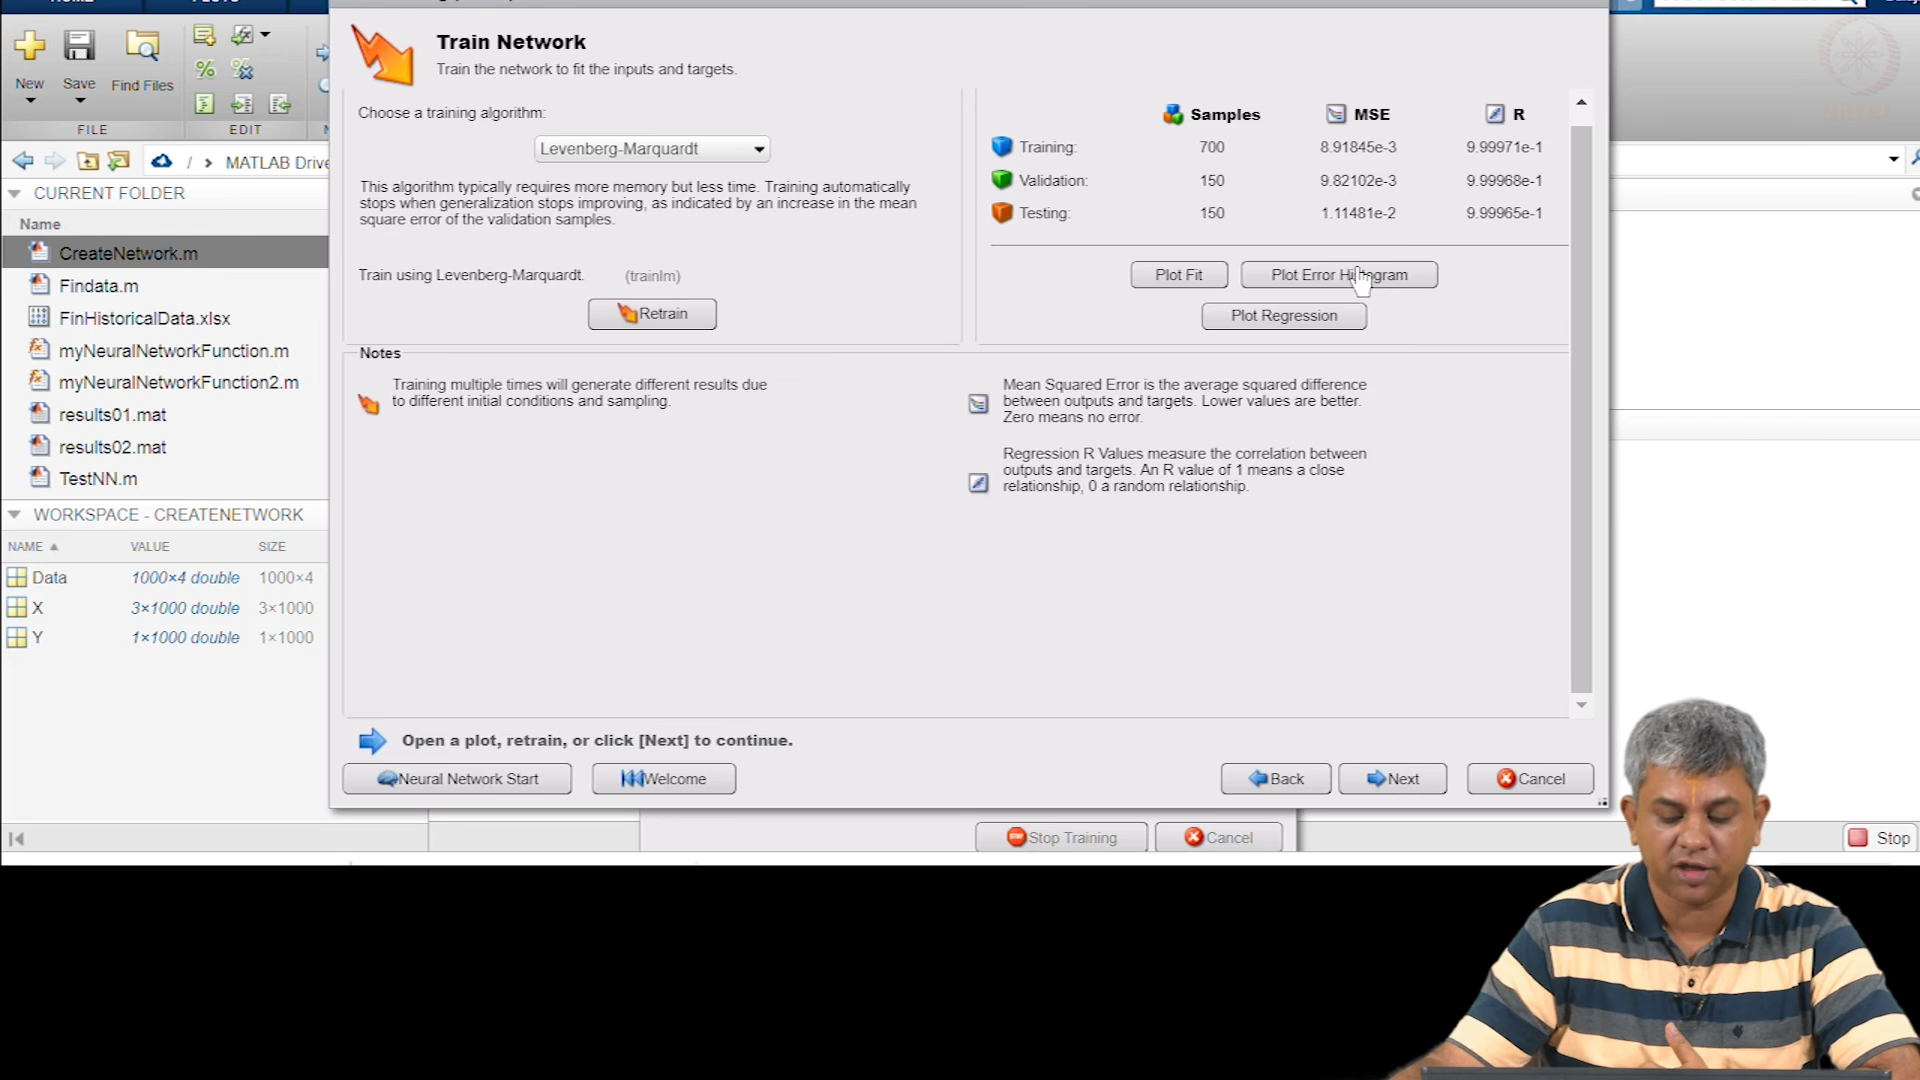 Train Network
Train the network to fit the inputs and targets.
New
Save
Find Files
FILE
EDIT
/ > MATLAB Drive
CURRENT FOLDER
Name
CreateNetwork.m
Findata.m
FinHistoricalData.xlsx
myNeuralNetworkFunction.m
myNeuralNetworkFunction2.m
results01.mat
results02.mat
TestNN.m
WORKSPACE - CREATENETWORK
NAME VALUE SIZE
Data 1000×4 double 1000×4
X 3×1000 double 3×1000
Y 1×1000 double 1×1000
Choose a training algorithm:
Levenberg-Marquardt
This algorithm typically requires more memory but less time. Training automatically
stops when generalization stops improving, as indicated by an increase in the mean
square error of the validation samples.
Train using Levenberg-Marquardt. (trainlm)
Retrain
Samples MSE R
Training: 700 8.91845e-3 9.99971e-1
Validation: 150 9.82102e-3 9.99968e-1
Testing: 150 1.11481e-2 9.99965e-1
Plot Fit Plot Error Histogram
Plot Regression
Notes
Training multiple times will generate different results due
to different initial conditions and sampling.
Mean Squared Error is the average squared difference
between outputs and targets. Lower values are better.
Zero means no error.
Regression R Values measure the correlation between
outputs and targets. An R value of 1 means a close
relationship, 0 a random relationship.
Open a plot, retrain, or click [Next] to continue.
Neural Network Start Welcome Back Next Cancel
Stop Training Cancel
Stop